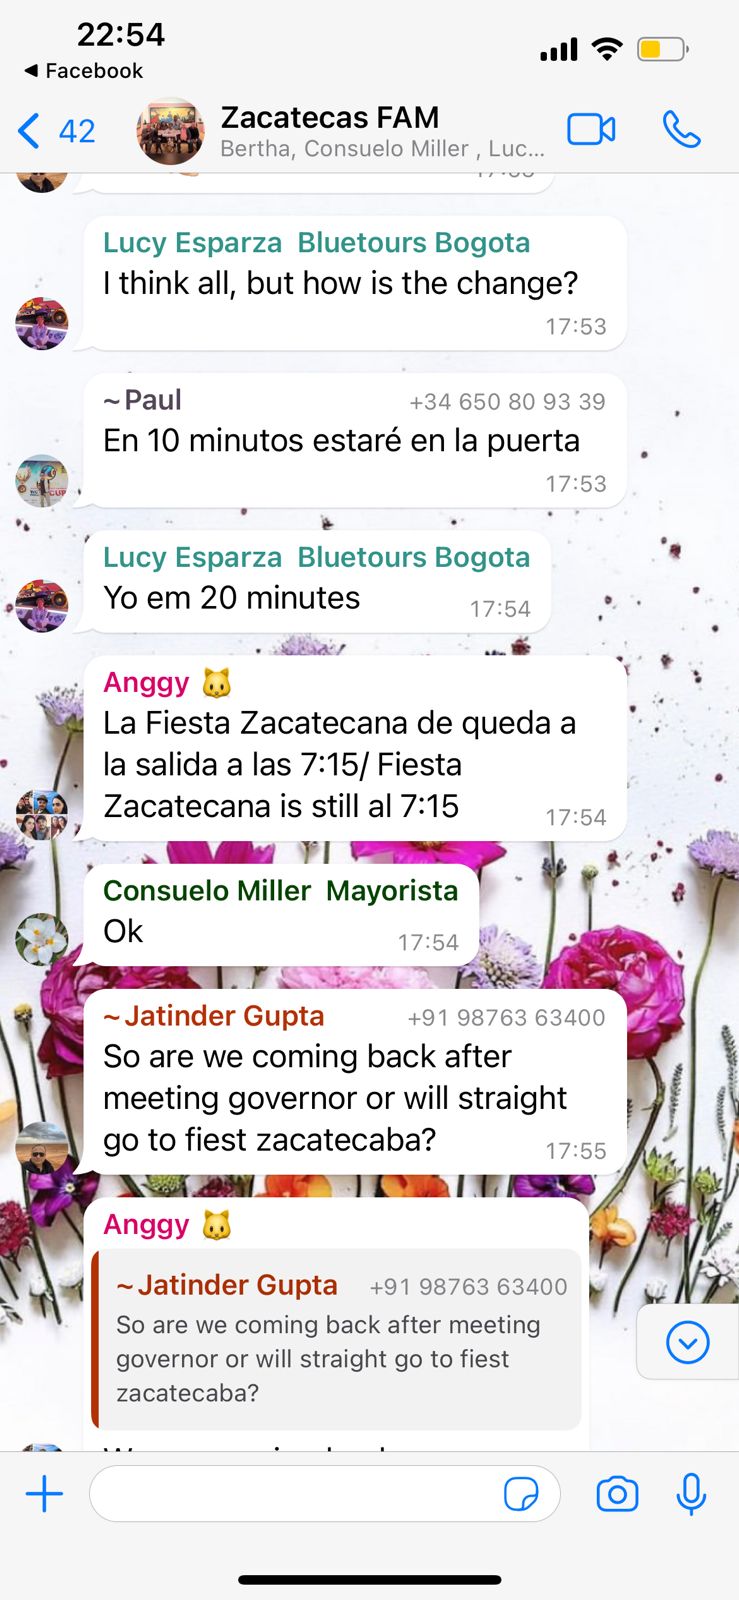 22:54
◀ Facebook
42
Zacatecas FAM
Bertha, Consuelo Miller , Luc...
Lucy Esparza Bluetours Bogota
I think all, but how is the change?
17:53
~Paul +34 650 80 93 39
En 10 minutos estaré en la puerta
17:53
Lucy Esparza Bluetours Bogota
Yo em 20 minutes 17:54
Anggy 🐱
La Fiesta Zacatecana de queda a
la salida a las 7:15/ Fiesta
Zacatecana is still al 7:15 17:54
Consuelo Miller Mayorista
Ok 17:54
~Jatinder Gupta +91 98763 63400
So are we coming back after
meeting governor or will straight
go to fiest zacatecaba? 17:55
Anggy 🐱
~Jatinder Gupta +91 98763 63400
So are we coming back after meeting
governor or will straight go to fiest
zacatecaba?